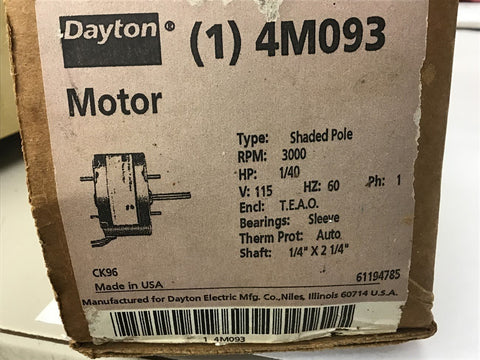 Dayton® (1) 4M093
Motor
Type: Shaded Pole
RPM: 3000
HP: 1/40
V: 115 HZ: 60 Ph: 1
Encl: T.E.A.O.
Bearings: Sleeve
Therm Prot: Auto
Shaft: 1/4" X 2 1/4"
CK96
Made in USA 61194785
Manufactured for Dayton Electric Mfg. Co.,Niles, Illinois 60714 U.S.A.
1 4M093